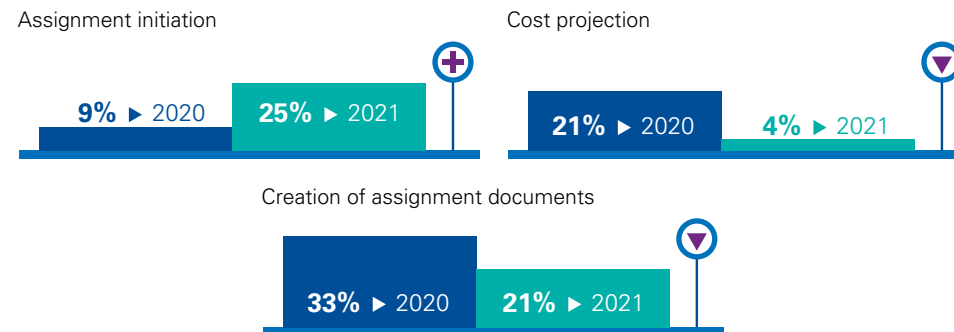 Assignment initiation
9% ▶ 2020
25% ▶ 2021
Cost projection
21% ▶ 2020
4% ▶ 2021
Creation of assignment documents
33% ▶ 2020
21% ▶ 2021